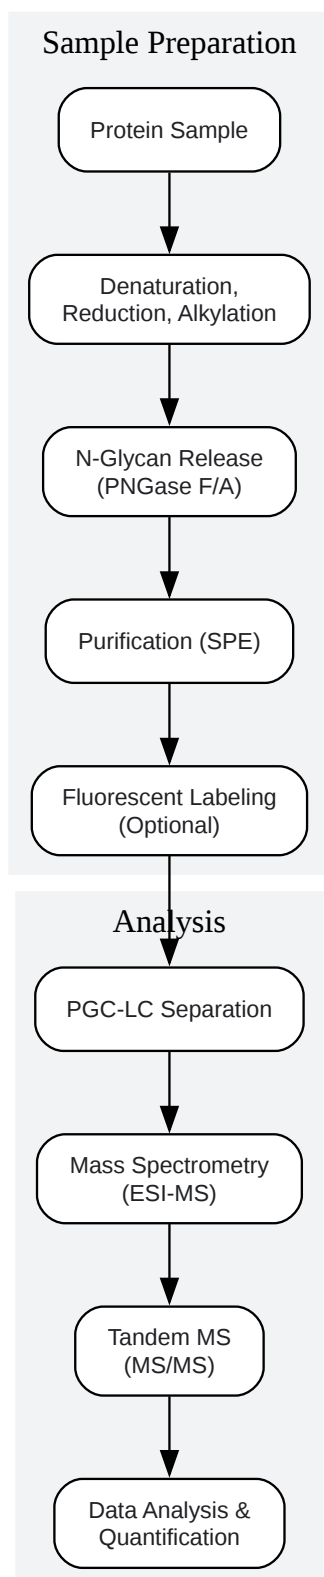 Sample Preparation
Protein Sample
Denaturation,
Reduction, Alkylation
N-Glycan Release
(PNGase F/A)
Purification (SPE)
Fluorescent Labeling
(Optional)
Analysis
PGC-LC Separation
Mass Spectrometry
(ESI-MS)
Tandem MS
(MS/MS)
Data Analysis &
Quantification